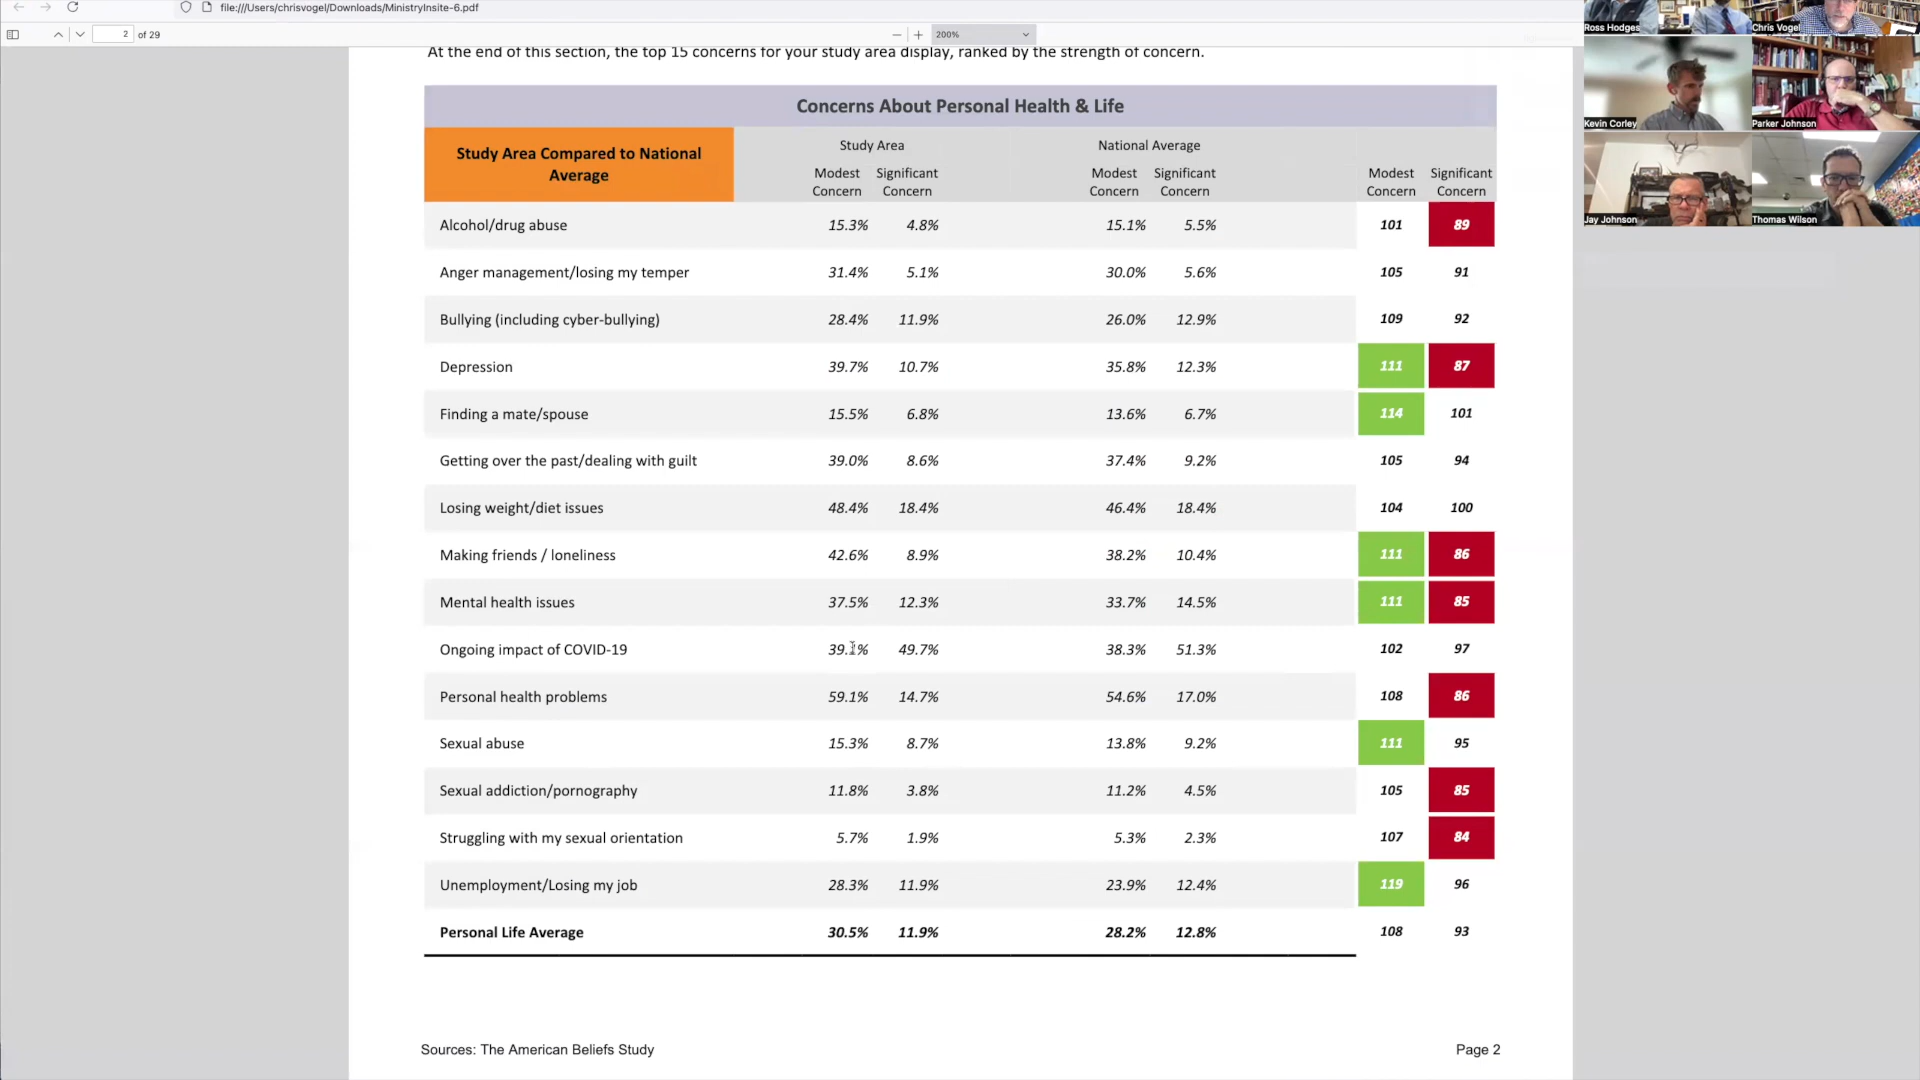 file:///Users/chrisvogel/Downloads/MinistryInsite-6.pdf
2 of 29
200%
At the end of this section, the top 15 concerns for your study area display, ranked by the strength of concern.
Concerns About Personal Health & Life
Study Area Compared to National
Average
Study Area National Average
Modest Significant Modest Significant Modest Significant
Concern Concern Concern Concern Concern Concern
Alcohol/drug abuse 15.3% 4.8% 15.1% 5.5% 101 89
Anger management/losing my temper 31.4% 5.1% 30.0% 5.6% 105 91
Bullying (including cyber-bullying) 28.4% 11.9% 26.0% 12.9% 109 92
Depression 39.7% 10.7% 35.8% 12.3% 111 87
Finding a mate/spouse 15.5% 6.8% 13.6% 6.7% 114 101
Getting over the past/dealing with guilt 39.0% 8.6% 37.4% 9.2% 105 94
Losing weight/diet issues 48.4% 18.4% 46.4% 18.4% 104 100
Making friends / loneliness 42.6% 8.9% 38.2% 10.4% 111 86
Mental health issues 37.5% 12.3% 33.7% 14.5% 111 85
Ongoing impact of COVID-19 39.1% 49.7% 38.3% 51.3% 102 97
Personal health problems 59.1% 14.7% 54.6% 17.0% 108 86
Sexual abuse 15.3% 8.7% 13.8% 9.2% 111 95
Sexual addiction/pornography 11.8% 3.8% 11.2% 4.5% 105 85
Struggling with my sexual orientation 5.7% 1.9% 5.3% 2.3% 107 84
Unemployment/Losing my job 28.3% 11.9% 23.9% 12.4% 119 96
Personal Life Average 30.5% 11.9% 28.2% 12.8% 108 93
Sources: The American Beliefs Study Page 2
Ross Hodges Chris Vogel
Kevin Corley Parker Johnson
Jay Johnson Thomas Wilson